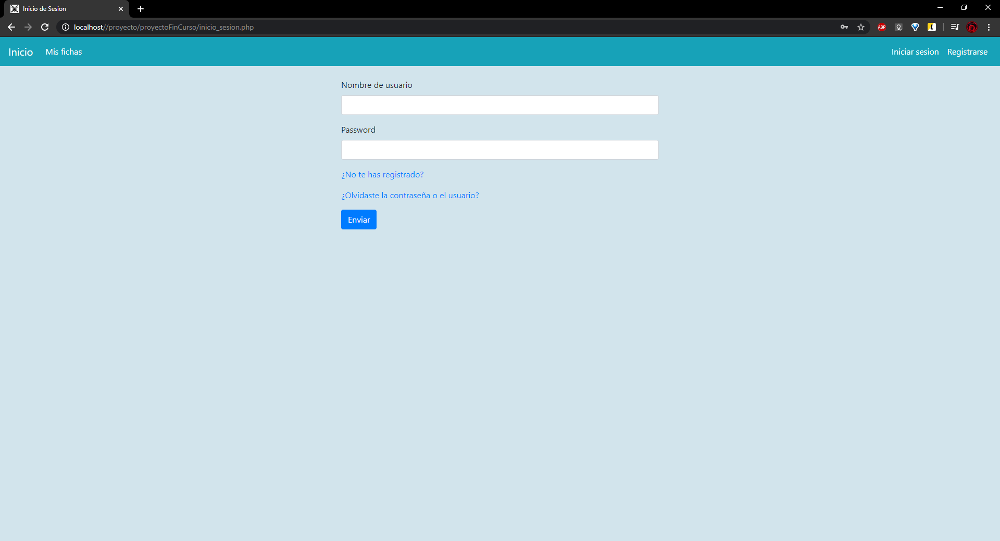 Inicio de Sesion
localhost//proyecto/proyectoFinCurso/inicio_sesion.php
ABP
Inicio Mis fichas Iniciar sesion Registrarse
Nombre de usuario
Password
¿No te has registrado?
¿Olvidaste la contraseña o el usuario?
Enviar